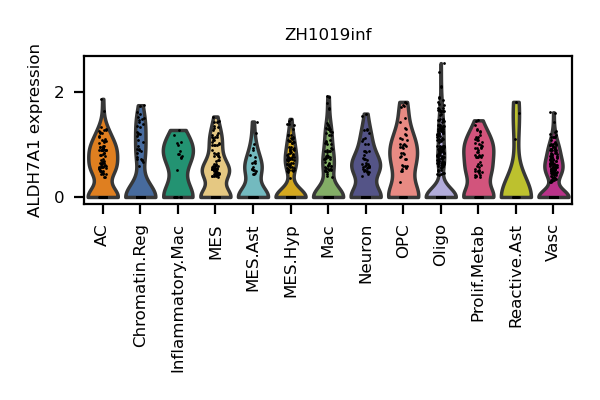 ZH1019inf
ALDH7A1 expression
2
0
AC
Chromatin.Reg
Inflammatory.Mac
MES
MES.Ast
MES.Hyp
Mac
Neuron
OPC
Oligo
Prolif.Metab
Reactive.Ast
Vasc